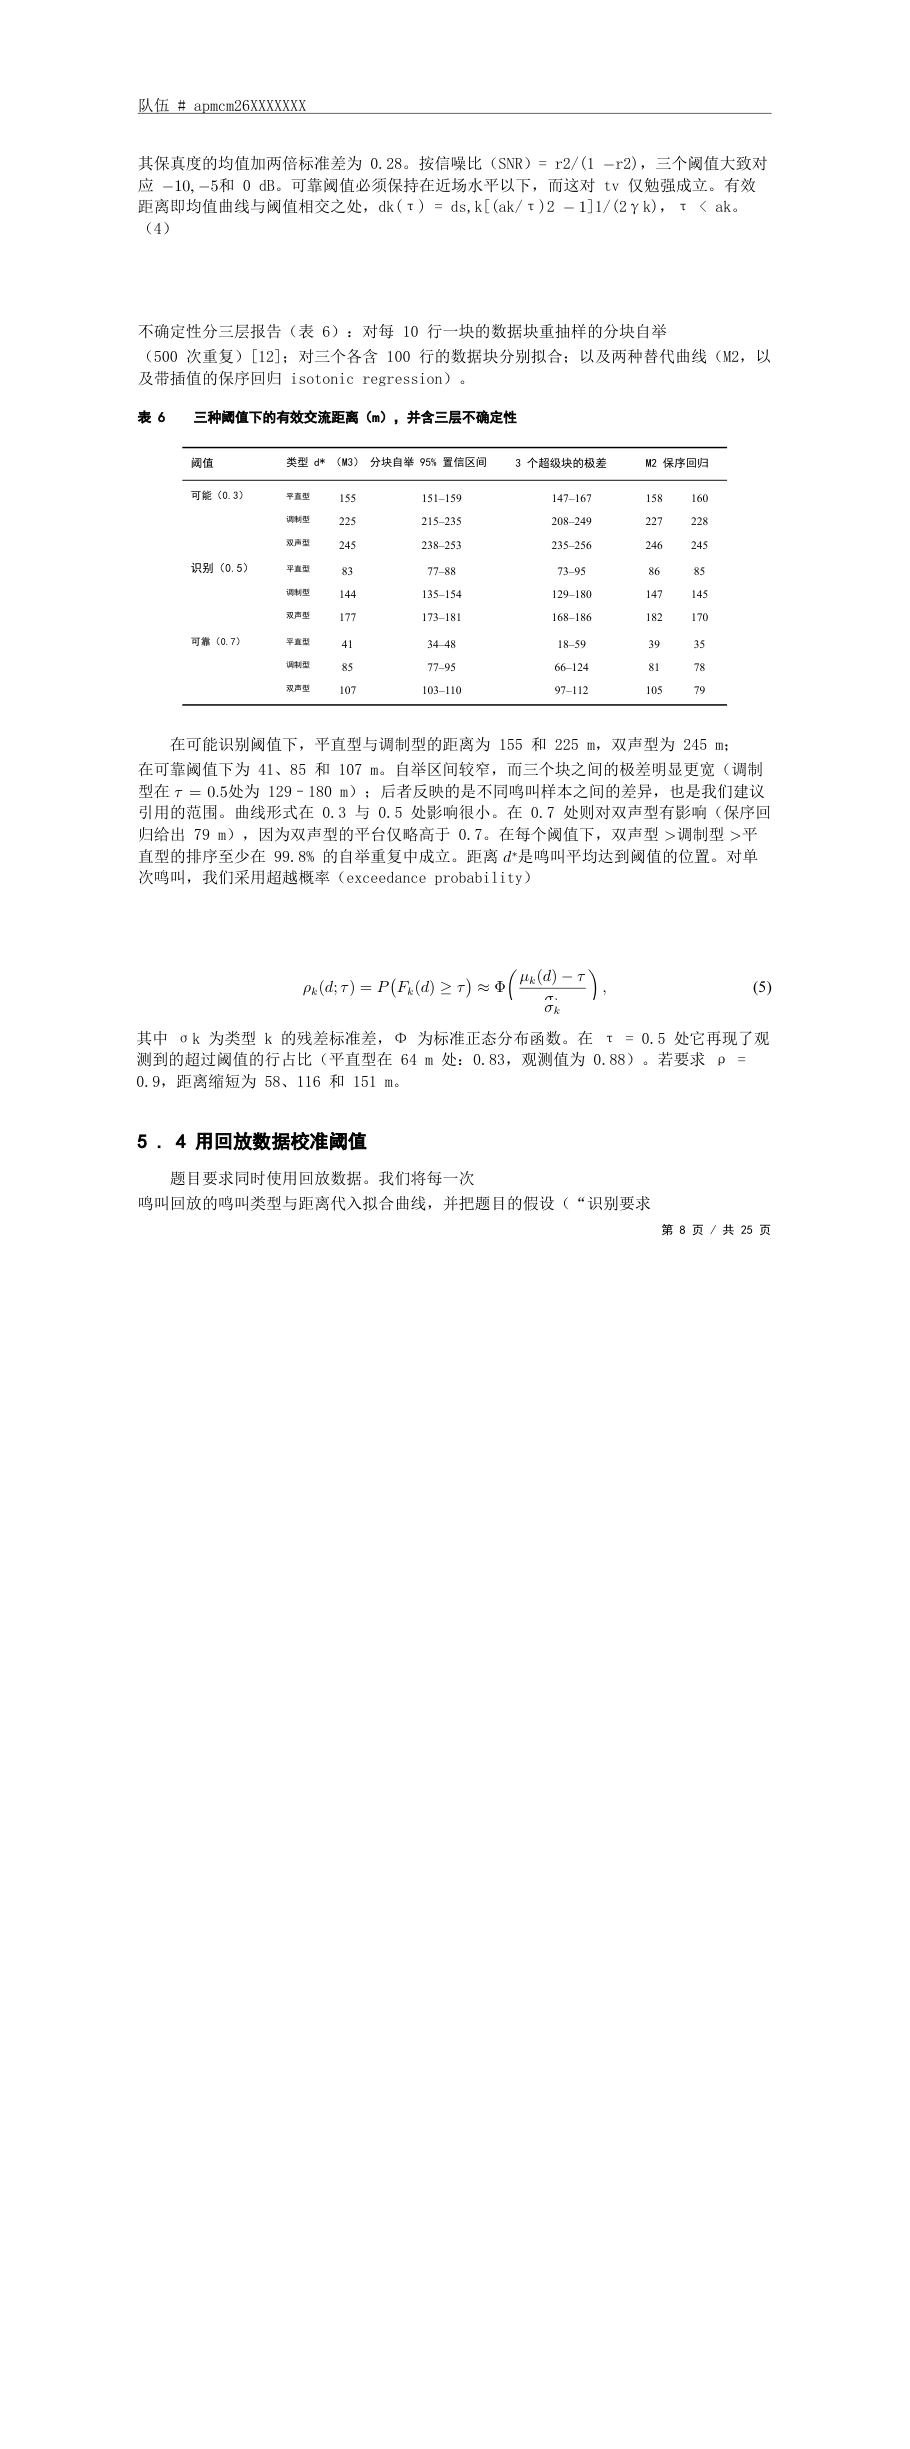 队伍 # apmcm26XXXXXXX
其保真度的均值加两倍标准差为 0.28。按信噪比（SNR）= r2/(1 −r2)，三个阈值大致对
应 −10, −5和 0 dB。可靠阈值必须保持在近场水平以下，而这对 tv 仅勉强成立。有效
距离即均值曲线与阈值相交之处，dk(τ) = ds,k[(ak/τ)2 − 1]1/(2γk)，τ < ak。
（4）
不确定性分三层报告（表 6）：对每 10 行一块的数据块重抽样的分块自举
（500 次重复）[12]；对三个各含 100 行的数据块分别拟合；以及两种替代曲线（M2，以
及带插值的保序回归 isotonic regression）。
表 6 三种阈值下的有效交流距离（m），并含三层不确定性
阈值 类型 d* （M3） 分块自举 95% 置信区间 3 个超级块的极差 M2 保序回归
可能（0.3） 平直型 155 151–159 147–167 158 160
调制型 225 215–235 208–249 227 228
双声型 245 238–253 235–256 246 245
识别（0.5） 平直型 83 77–88 73–95 86 85
调制型 144 135–154 129–180 147 145
双声型 177 173–181 168–186 182 170
可靠（0.7） 平直型 41 34–48 18–59 39 35
调制型 85 77–95 66–124 81 78
双声型 107 103–110 97–112 105 79
在可能识别阈值下，平直型与调制型的距离为 155 和 225 m，双声型为 245 m；
在可靠阈值下为 41、85 和 107 m。自举区间较窄，而三个块之间的极差明显更宽（调制
型在 τ = 0.5处为 129–180 m）；后者反映的是不同鸣叫样本之间的差异，也是我们建议
引用的范围。曲线形式在 0.3 与 0.5 处影响很小。在 0.7 处则对双声型有影响（保序回
归给出 79 m），因为双声型的平台仅略高于 0.7。在每个阈值下，双声型 >调制型 >平
直型的排序至少在 99.8% 的自举重复中成立。距离 d*是鸣叫平均达到阈值的位置。对单
次鸣叫，我们采用超越概率（exceedance probability）
ρk(d; τ) = P(Fk(d) ≥ τ) ≈ Φ((μk(d) − τ)/σk), (5)
其中 σk 为类型 k 的残差标准差，Φ 为标准正态分布函数。在 τ = 0.5 处它再现了观
测到的超过阈值的行占比（平直型在 64 m 处：0.83，观测值为 0.88）。若要求 ρ =
0.9，距离缩短为 58、116 和 151 m。
5 . 4 用回放数据校准阈值
题目要求同时使用回放数据。我们将每一次
鸣叫回放的鸣叫类型与距离代入拟合曲线，并把题目的假设（“识别要求
第 8 页 / 共 25 页